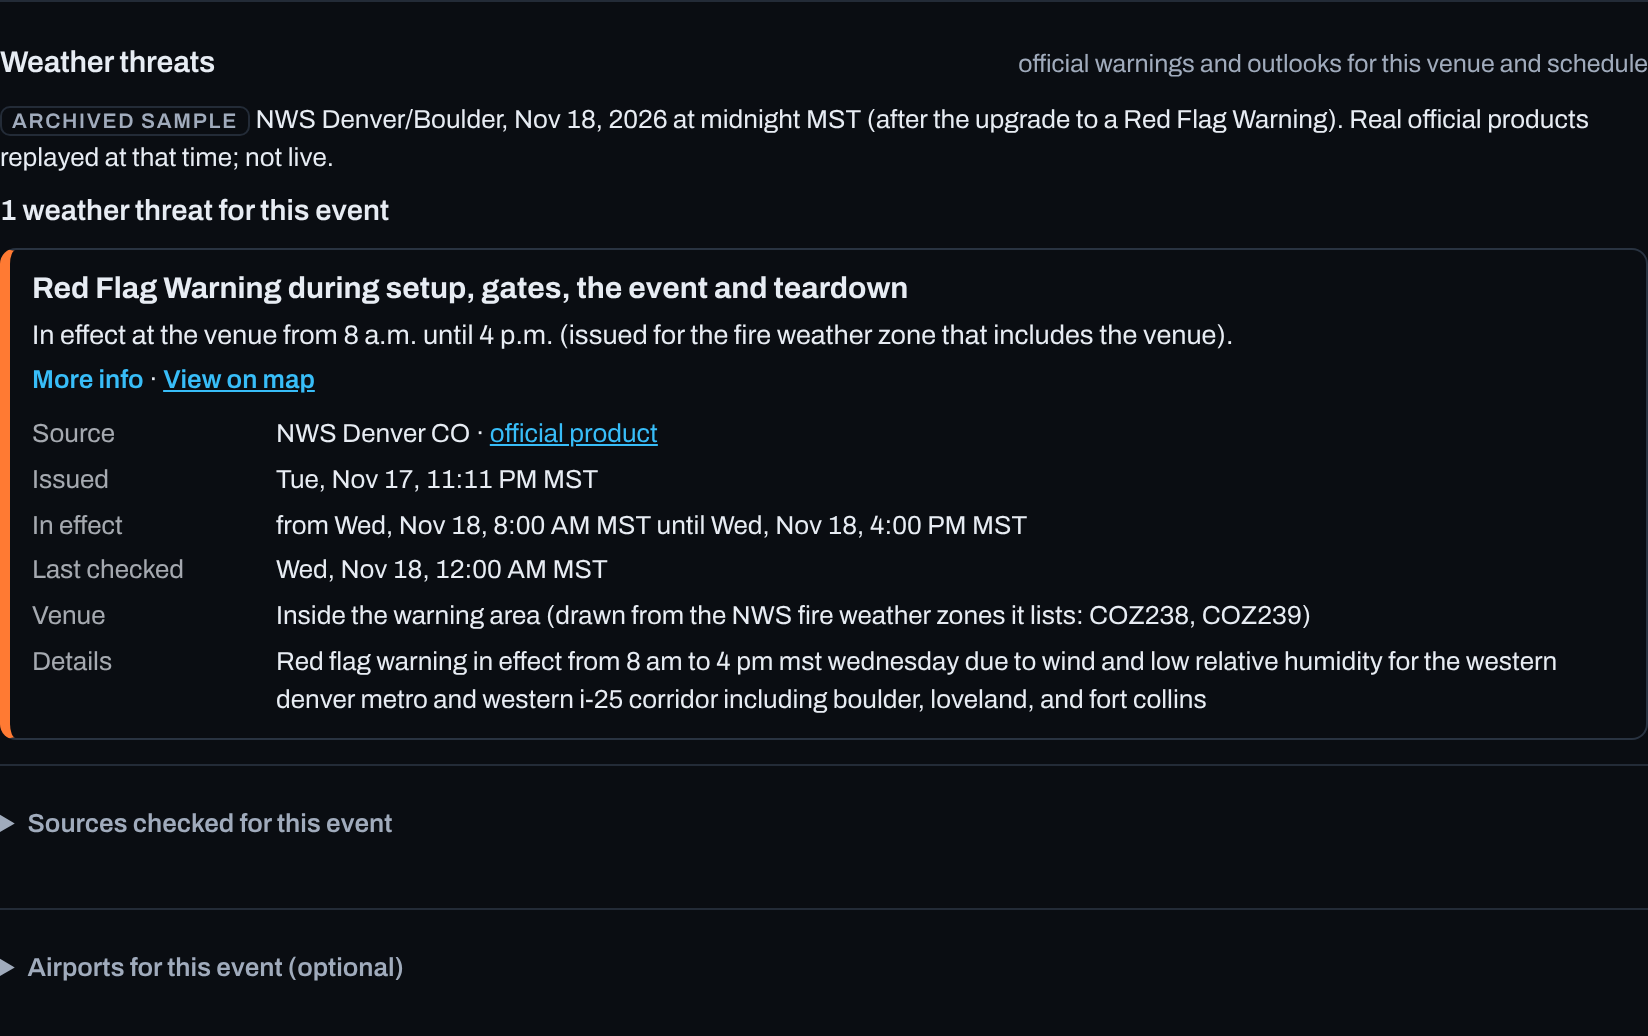 Weather threats
official warnings and outlooks for this venue and schedule
ARCHIVED SAMPLE NWS Denver/Boulder, Nov 18, 2026 at midnight MST (after the upgrade to a Red Flag Warning). Real official products
replayed at that time; not live.
1 weather threat for this event
Red Flag Warning during setup, gates, the event and teardown
In effect at the venue from 8 a.m. until 4 p.m. (issued for the fire weather zone that includes the venue).
More info · View on map
Source NWS Denver CO · official product
Issued Tue, Nov 17, 11:11 PM MST
In effect from Wed, Nov 18, 8:00 AM MST until Wed, Nov 18, 4:00 PM MST
Last checked Wed, Nov 18, 12:00 AM MST
Venue Inside the warning area (drawn from the NWS fire weather zones it lists: COZ238, COZ239)
Details Red flag warning in effect from 8 am to 4 pm mst wednesday due to wind and low relative humidity for the western
denver metro and western i-25 corridor including boulder, loveland, and fort collins
Sources checked for this event
Airports for this event (optional)